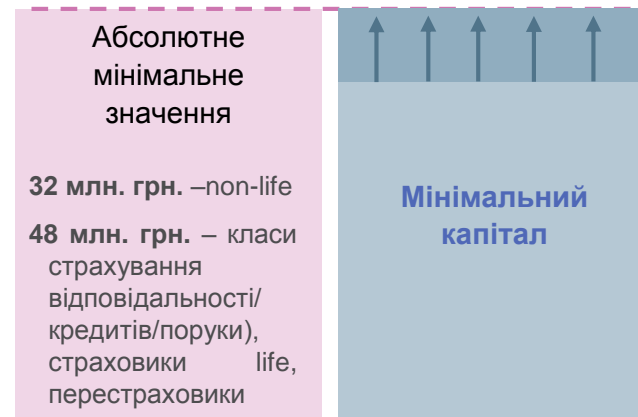 Абсолютне
мінімальне
значення
32 млн. грн. –non-life
48 млн. грн. – класи
страхування
відповідальності/
кредитів/поруки),
страховики life,
перестраховики
Мінімальний
капітал